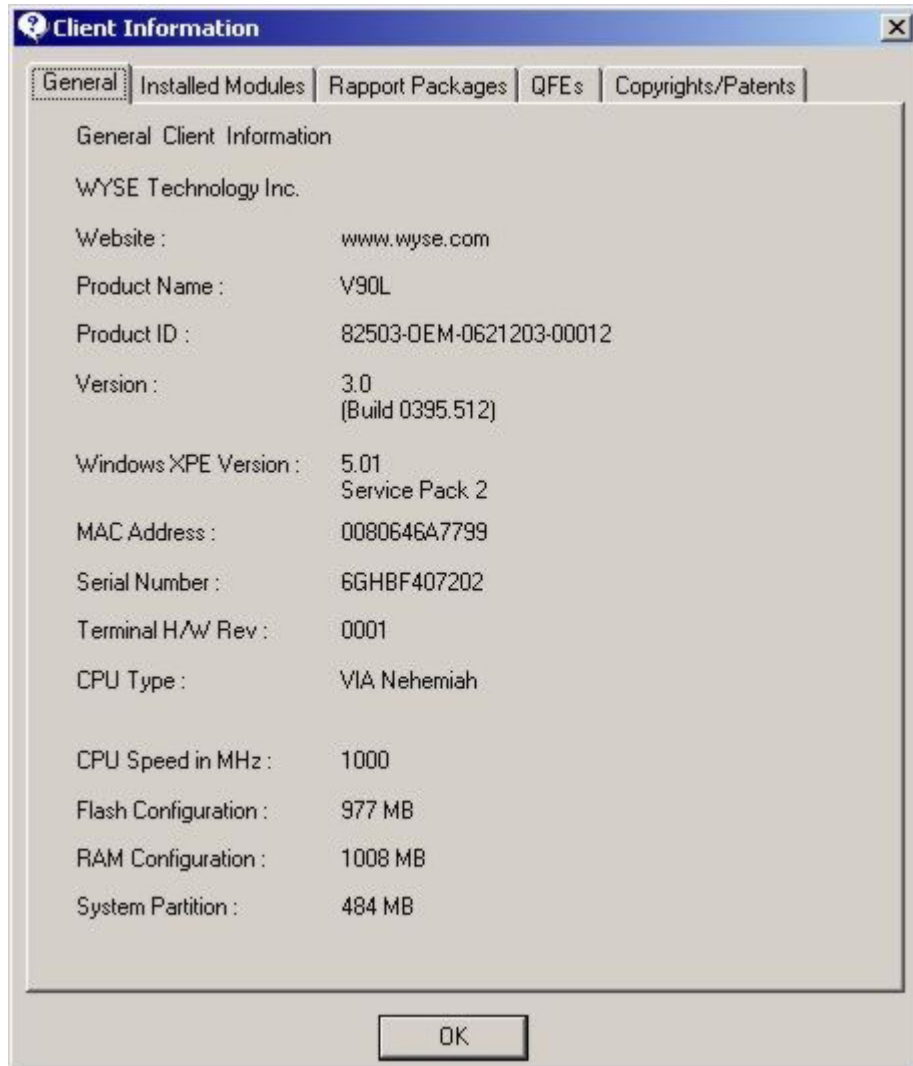 Client Information
General Installed Modules Rapport Packages QFEs Copyrights/Patents
General Client Information
WYSE Technology Inc.
Website : www.wyse.com
Product Name : V90L
Product ID : 82503-OEM-0621203-00012
Version : 3.0
(Build 0395.512)
Windows XPE Version : 5.01
Service Pack 2
MAC Address : 0080646A7799
Serial Number : 6GHBF407202
Terminal H/W Rev : 0001
CPU Type : VIA Nehemiah
CPU Speed in MHz : 1000
Flash Configuration : 977 MB
RAM Configuration : 1008 MB
System Partition : 484 MB
OK